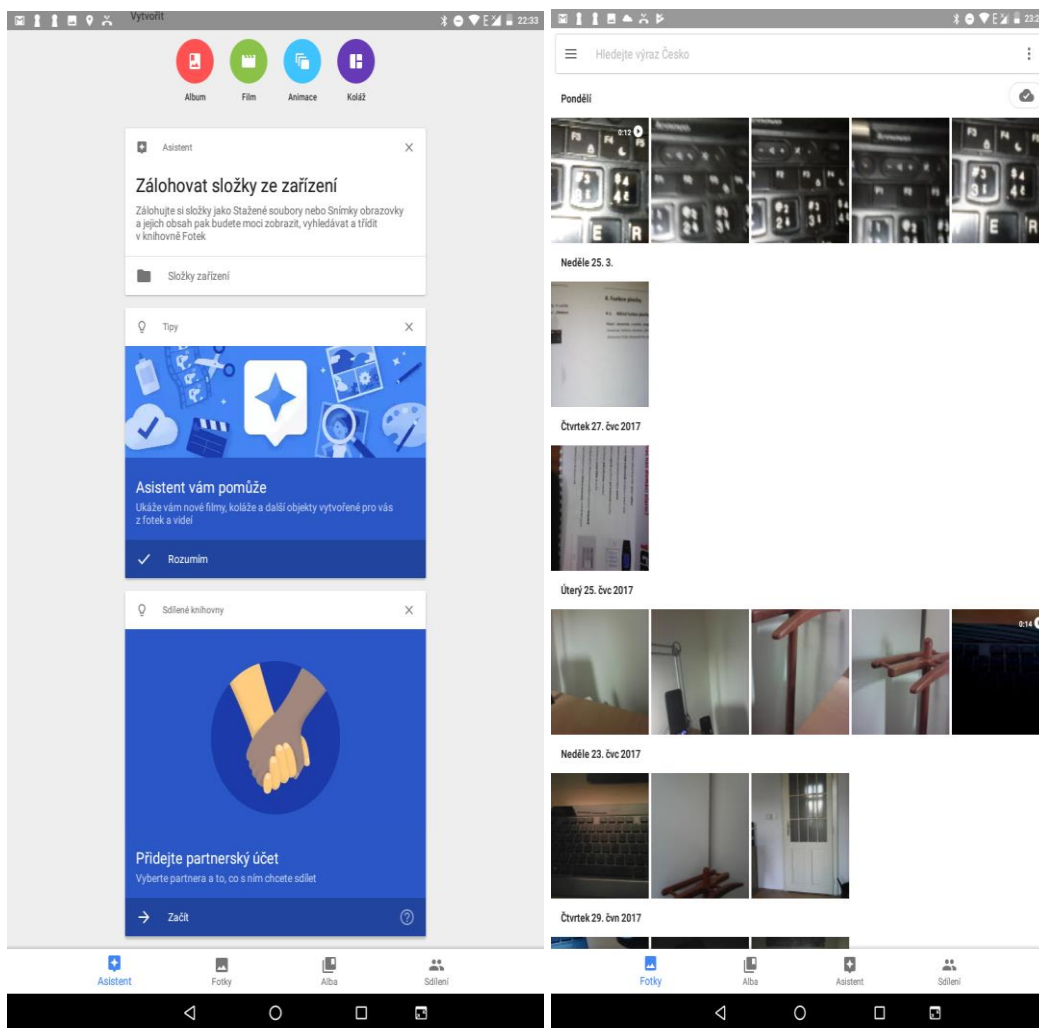 Vytvořit
22:33
Album Film Animace Koláž
Asistent
Zálohovat složky ze zařízení
Zálohujte si složky jako Stažené soubory nebo Snímky obrazovky
a jejich obsah pak budete moci zobrazit, vyhledávat a třídit
v knihovně Fotek
Složky zařízení
Tipy
Asistent vám pomůže
Ukáže vám nové filmy, koláže a další objekty vytvořené pro vás
z fotek a videí
Rozumím
Sdílené knihovny
Přidejte partnerský účet
Vyberte partnera a to, co s ním chcete sdílet
Začít
Asistent Fotky Alba Sdílení
Hledejte výraz Česko
Pondělí
0:12
Neděle 25. 3.
6. Funkce plochy
Čtvrtek 27. čvc 2017
Úterý 25. čvc 2017
0:14
Neděle 23. čvc 2017
Čtvrtek 29. čvn 2017
Fotky Alba Asistent Sdílení